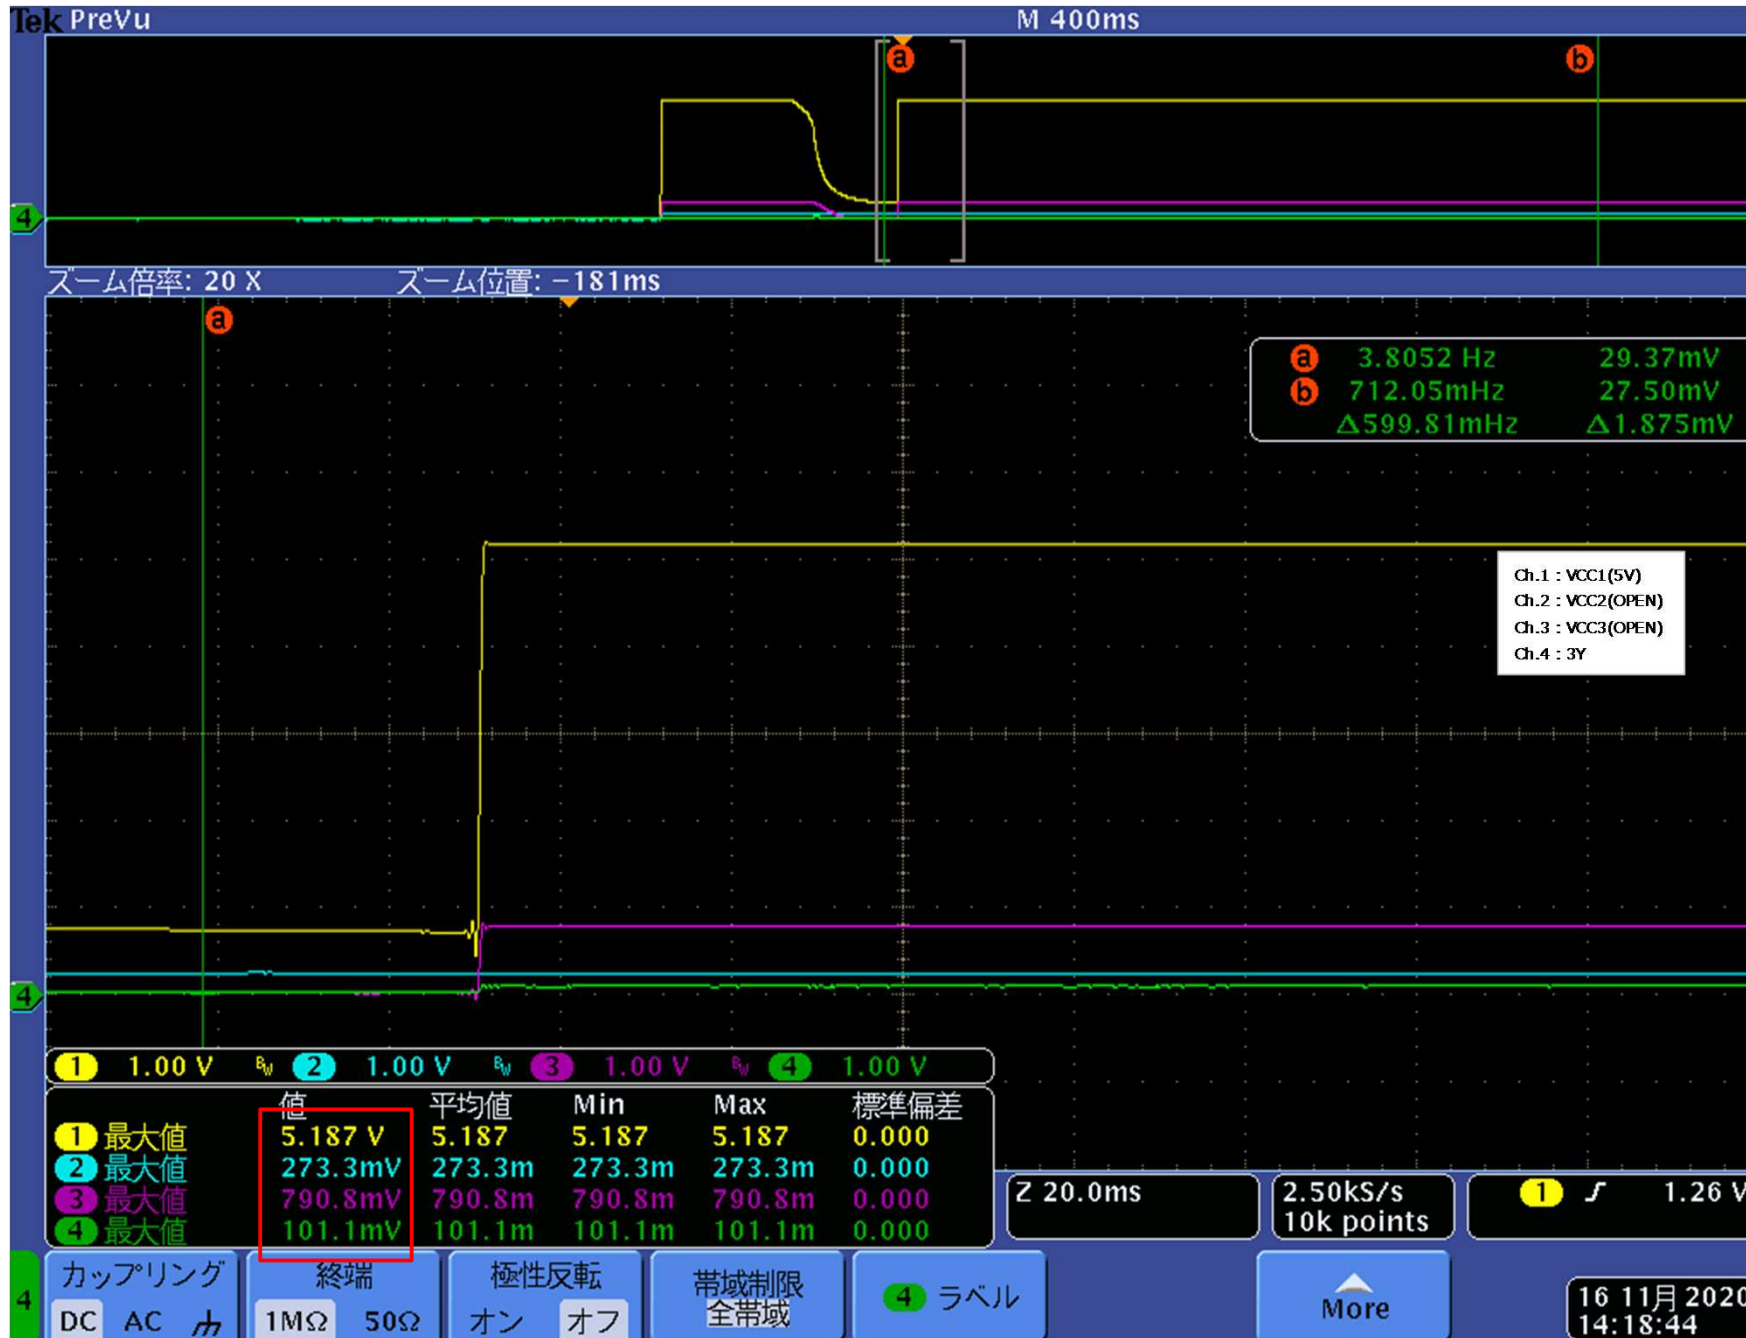 Tek PreVu M 400ms
a b
4
ズーム倍率: 20 X ズーム位置: -181ms
a
a 3.8052 Hz 29.37mV
b 712.05mHz 27.50mV
Δ599.81mHz Δ1.875mV
Ch.1 : VCC1(5V)
Ch.2 : VCC2(OPEN)
Ch.3 : VCC3(OPEN)
Ch.4 : 3Y
4
1 1.00 V BW 2 1.00 V BW 3 1.00 V BW 4 1.00 V
値 平均値 Min Max 標準偏差
1 最大値 5.187 V 5.187 5.187 5.187 0.000
2 最大値 273.3mV 273.3m 273.3m 273.3m 0.000
3 最大値 790.8mV 790.8m 790.8m 790.8m 0.000
4 最大値 101.1mV 101.1m 101.1m 101.1m 0.000
Z 20.0ms
2.50kS/s
10k points
1 1.26 V
4
カップリング
DC AC
終端
1MΩ 50Ω
極性反転
オン オフ
帯域制限
全帯域
4 ラベル
More
16 11月 2020
14:18:44